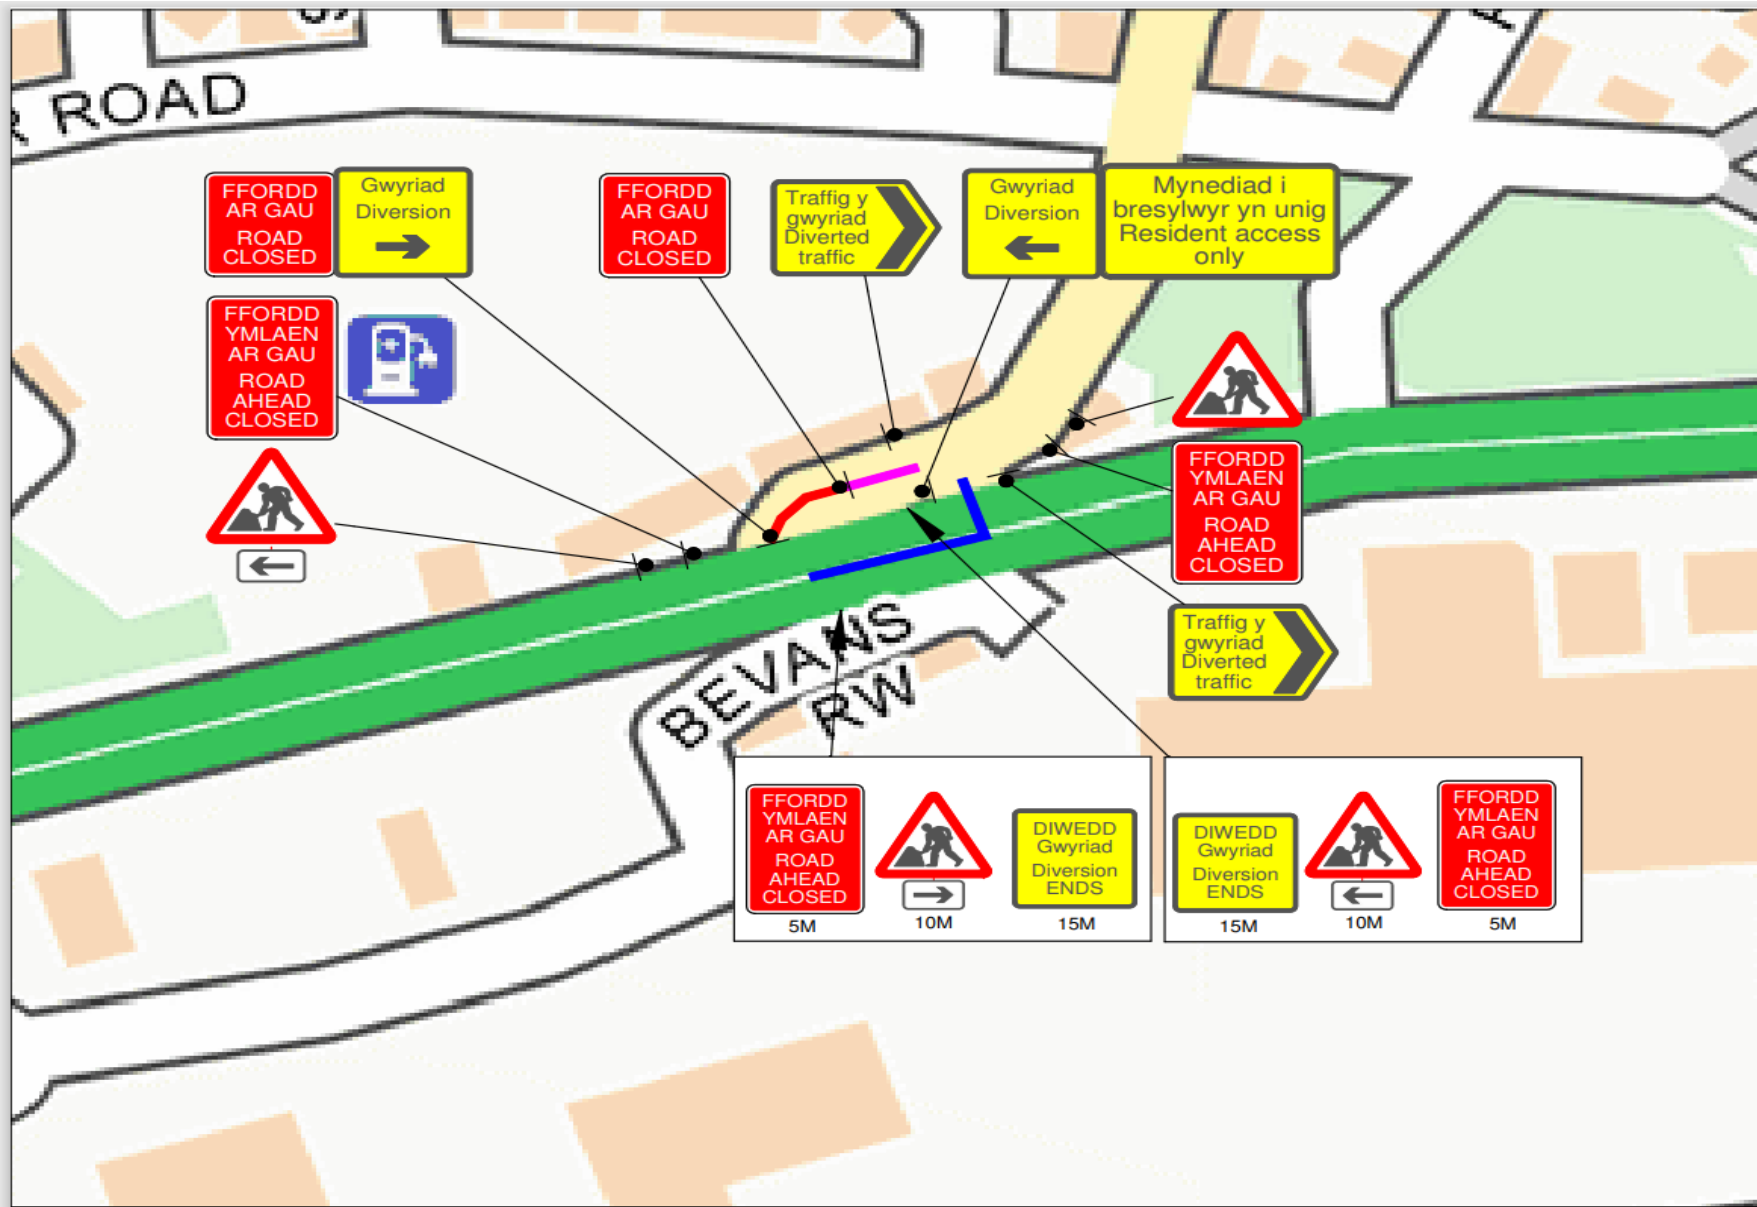 R ROAD
FFORDD
AR GAU
ROAD
CLOSED
Gwyriad
Diversion
FFORDD
AR GAU
ROAD
CLOSED
Traffig y
gwyriad
Diverted
traffic
Gwyriad
Diversion
Mynediad i
bresylwyr yn unig
Resident access
only
FFORDD
YMLAEN
AR GAU
ROAD
AHEAD
CLOSED
FFORDD
YMLAEN
AR GAU
ROAD
AHEAD
CLOSED
Traffig y
gwyriad
Diverted
traffic
BEVANS
RW
FFORDD
YMLAEN
AR GAU
ROAD
AHEAD
CLOSED
5M
10M
DIWEDD
Gwyriad
Diversion
ENDS
15M
DIWEDD
Gwyriad
Diversion
ENDS
15M
10M
FFORDD
YMLAEN
AR GAU
ROAD
AHEAD
CLOSED
5M